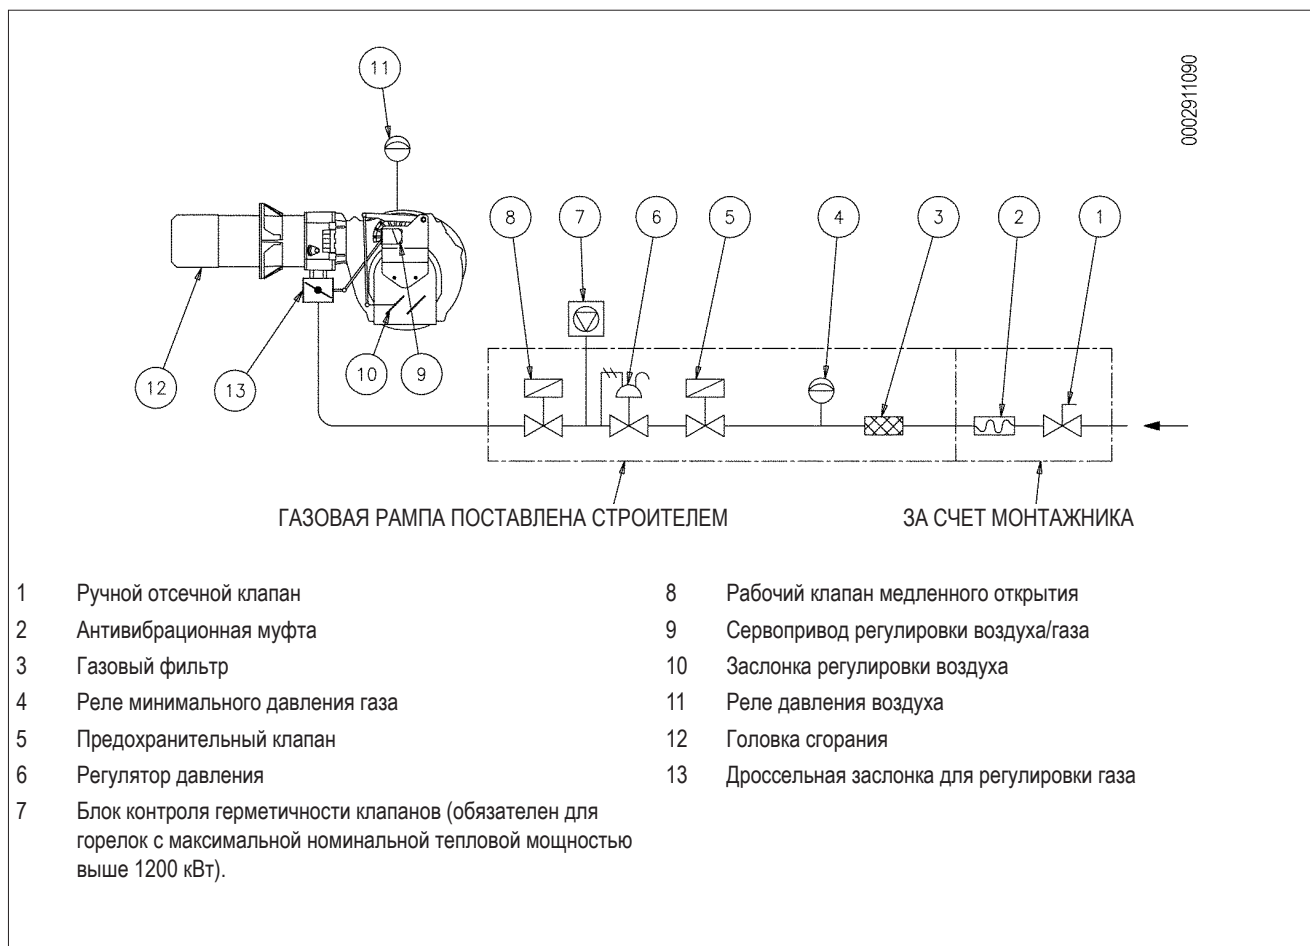 11
0002911090
8
7
6
5
4
3
2
1
12
13
10
9
ГАЗОВАЯ РАМПА ПОСТАВЛЕНА СТРОИТЕЛЕМ
ЗА СЧЕТ МОНТАЖНИКА
1 Ручной отсечной клапан
2 Антивибрационная муфта
3 Газовый фильтр
4 Реле минимального давления газа
5 Предохранительный клапан
6 Регулятор давления
7 Блок контроля герметичности клапанов (обязателен для
горелок с максимальной номинальной тепловой мощностью
выше 1200 кВт).
8 Рабочий клапан медленного открытия
9 Сервопривод регулировки воздуха/газа
10 Заслонка регулировки воздуха
11 Реле давления воздуха
12 Головка сгорания
13 Дроссельная заслонка для регулировки газа